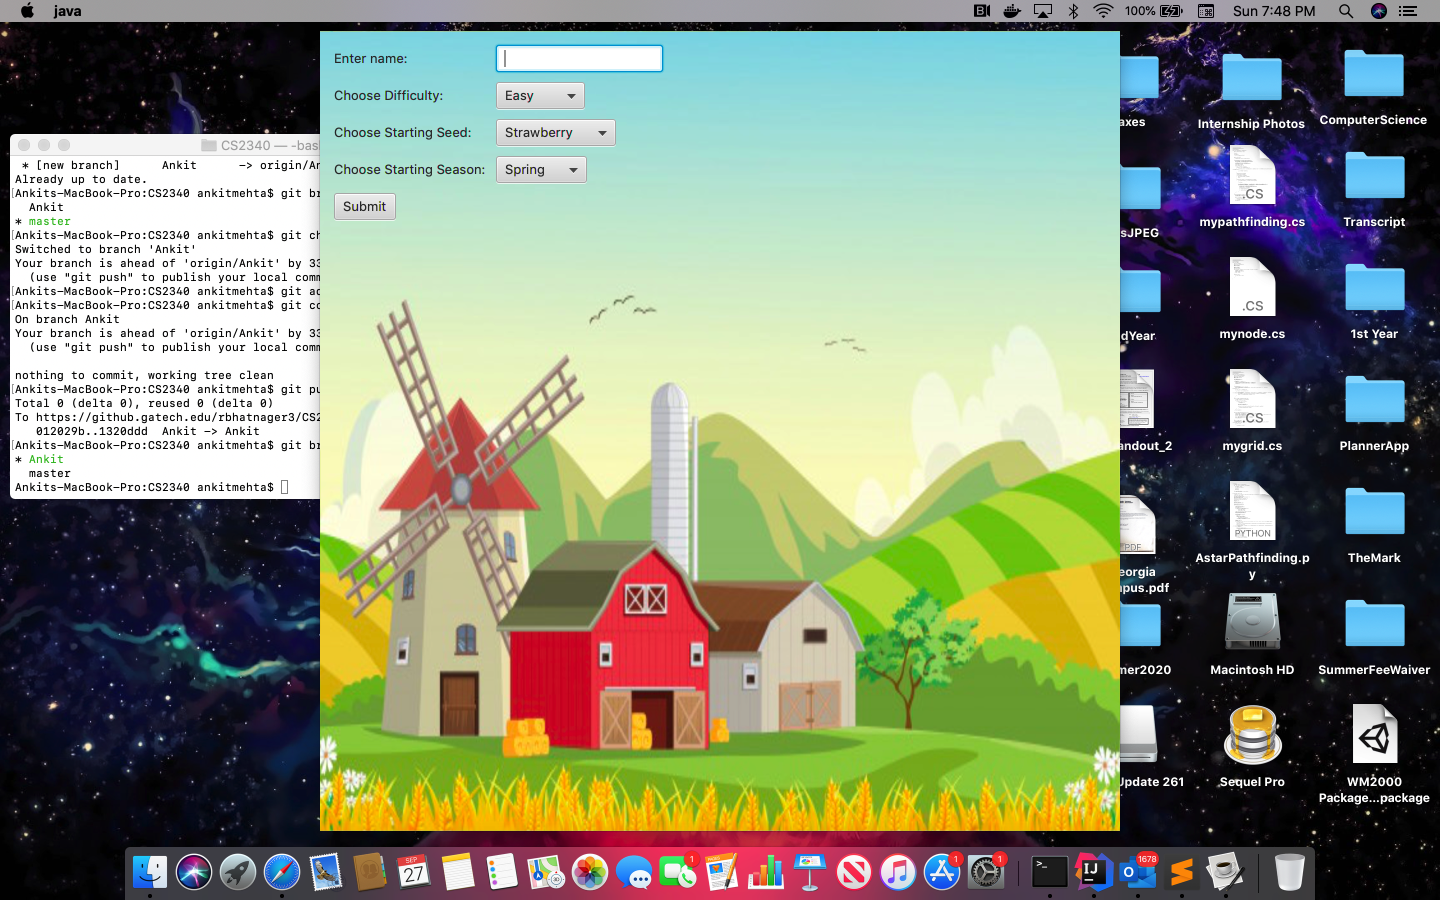 java
100%
Sun 7:48 PM
CS2340 — -bas
* [new branch] Ankit -> origin/An
Already up to date.
[Ankits-MacBook-Pro:CS2340 ankitmehta$ git br
Ankit
* master
[Ankits-MacBook-Pro:CS2340 ankitmehta$ git ch
Switched to branch 'Ankit'
Your branch is ahead of 'origin/Ankit' by 33
(use "git push" to publish your local comm
[Ankits-MacBook-Pro:CS2340 ankitmehta$ git ad
[Ankits-MacBook-Pro:CS2340 ankitmehta$ git co
On branch Ankit
Your branch is ahead of 'origin/Ankit' by 33
(use "git push" to publish your local comm
nothing to commit, working tree clean
[Ankits-MacBook-Pro:CS2340 ankitmehta$ git pu
Total 0 (delta 0), reused 0 (delta 0)
To https://github.gatech.edu/rbhatnager3/CS2
012029b..1320ddd Ankit -> Ankit
[Ankits-MacBook-Pro:CS2340 ankitmehta$ git br
* Ankit
master
Ankits-MacBook-Pro:CS2340 ankitmehta$
Enter name:
Choose Difficulty: Easy
Choose Starting Seed: Strawberry
Choose Starting Season: Spring
Submit
axes
Internship Photos
ComputerScience
.CS
sJPEG
mypathfinding.cs
Transcript
.CS
dYear
mynode.cs
1st Year
andout_2
mygrid.cs
PlannerApp
PDF
PYTHON
eorgia
pus.pdf
AstarPathfinding.p
y
TheMark
mer2020
Macintosh HD
SummerFeeWaiver
Update 261
Sequel Pro
WM2000
Package...package
SEP
27
1
1
1
1678
IJ
>_